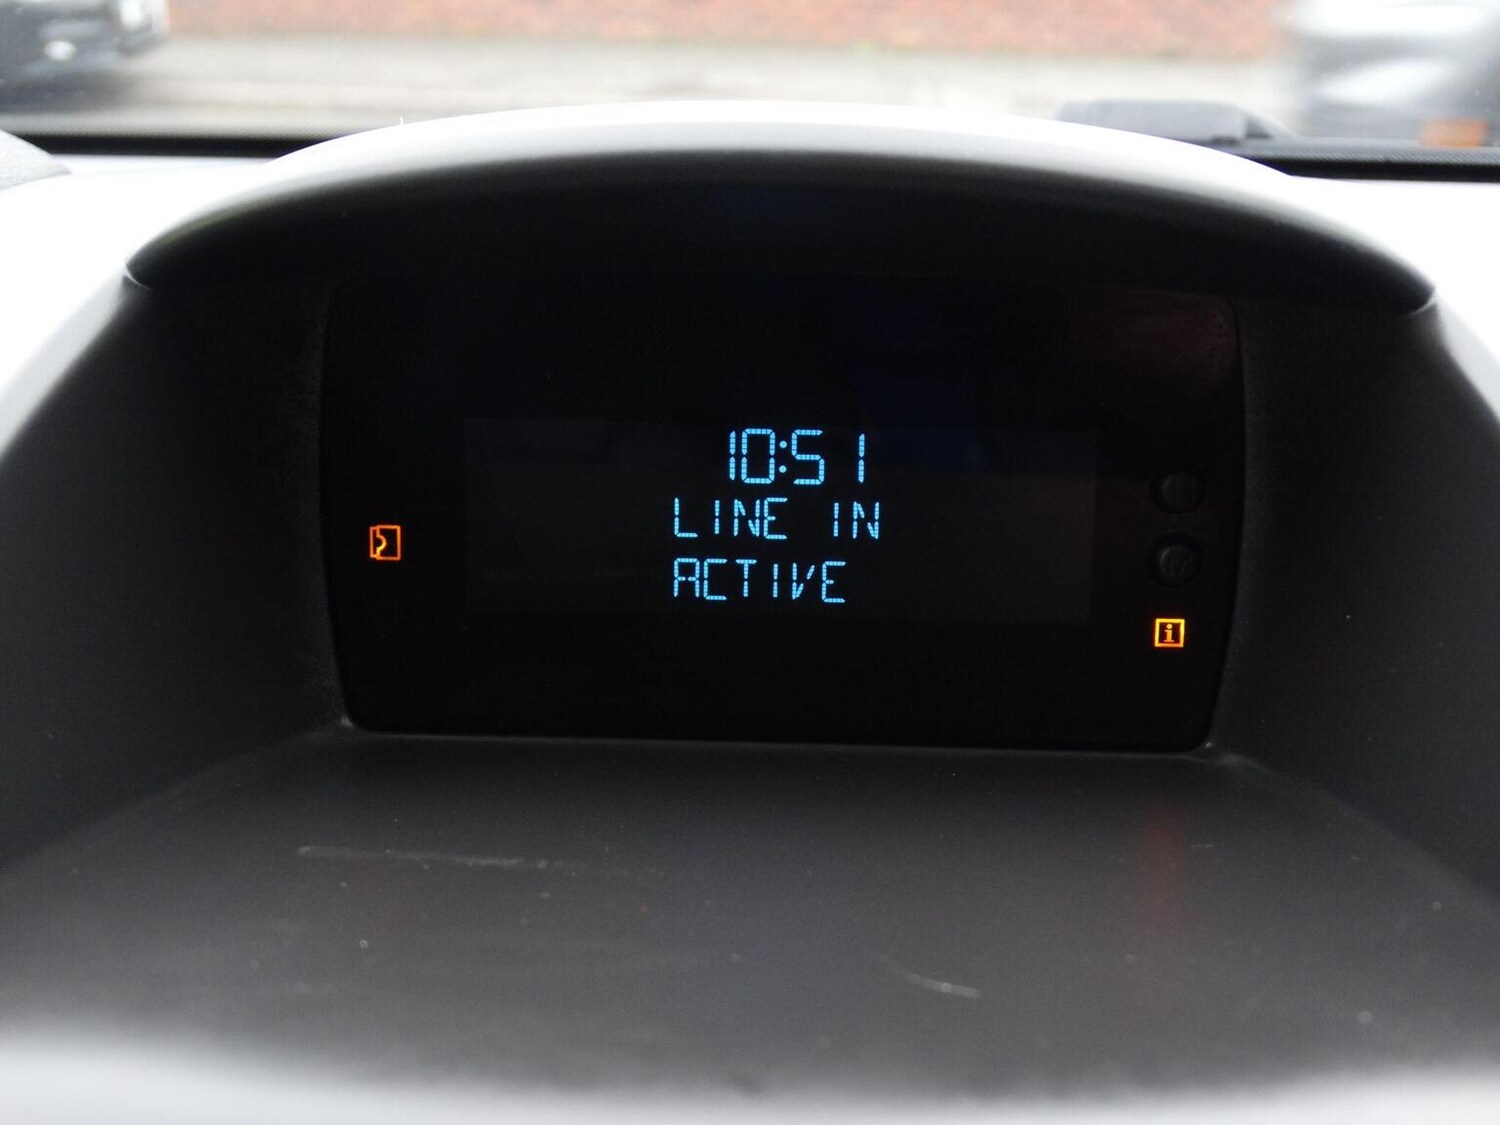 10:51
LINE IN
ACTIVE
i